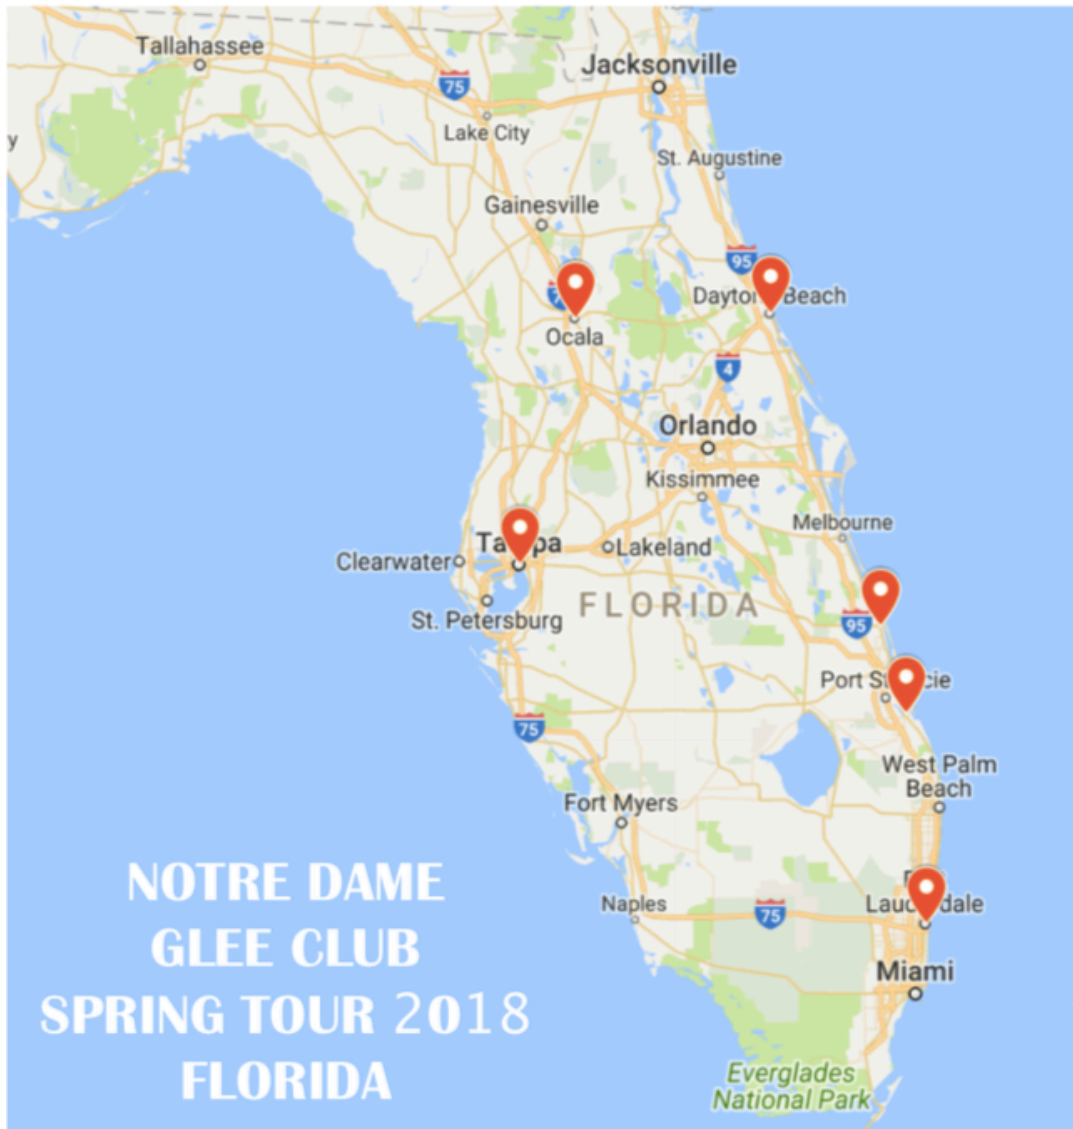 Tallahassee
75
Jacksonville
Lake City
y
St. Augustine
Gainesville
95
Beach
Ocala
4
Orlando
Kissimmee
Melbourne
Clearwater
Lakeland
FLORIDA
St. Petersburg
95
Port
75
West Palm
Beach
Fort Myers
NOTRE DAME
GLEE CLUB
SPRING TOUR 2018
FLORIDA
Naples
75
Miami
Everglades
National Park